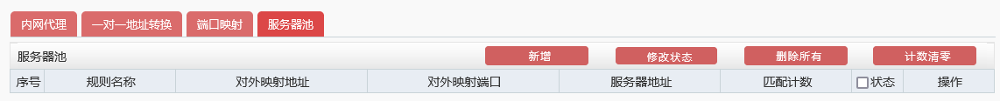 内网代理 一对一地址转换 端口映射 服务器池
服务器池 新增 修改状态 删除所有 计数清零
序号 规则名称 对外映射地址 对外映射端口 服务器地址 匹配计数 状态 操作